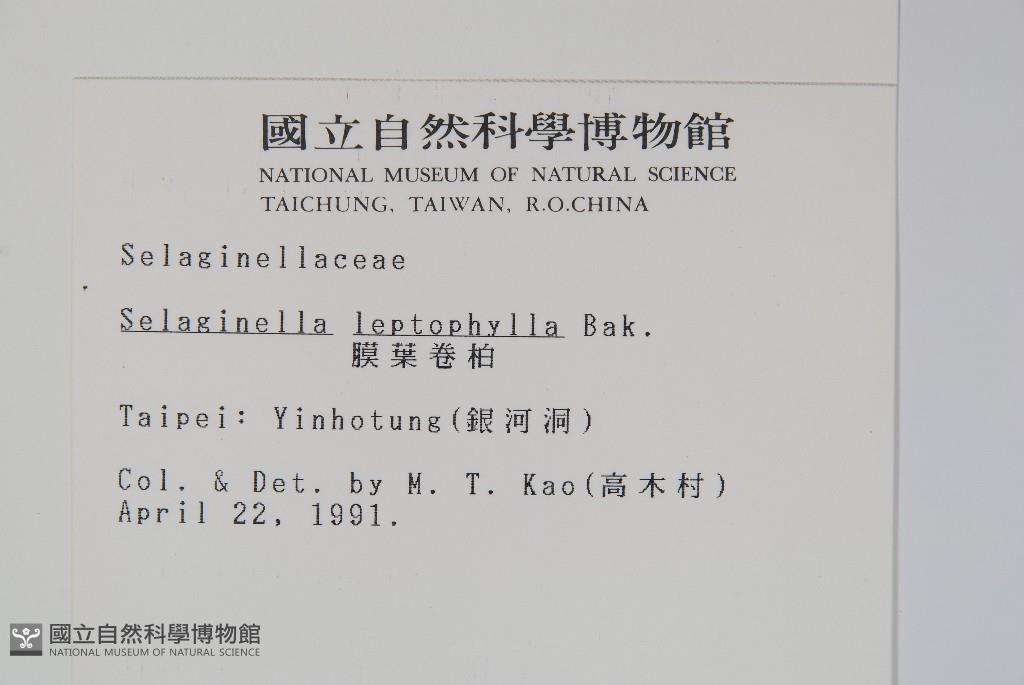 國立自然科學博物館
NATIONAL MUSEUM OF NATURAL SCIENCE
TAICHUNG, TAIWAN, R.O.CHINA
Selaginellaceae
Selaginella leptophylla Bak.
膜葉卷柏
Taipei: Yinhotung(銀河洞)
Col. & Det. by M. T. Kao(高木村)
April 22, 1991.
國立自然科學博物館
NATIONAL MUSEUM OF NATURAL SCIENCE